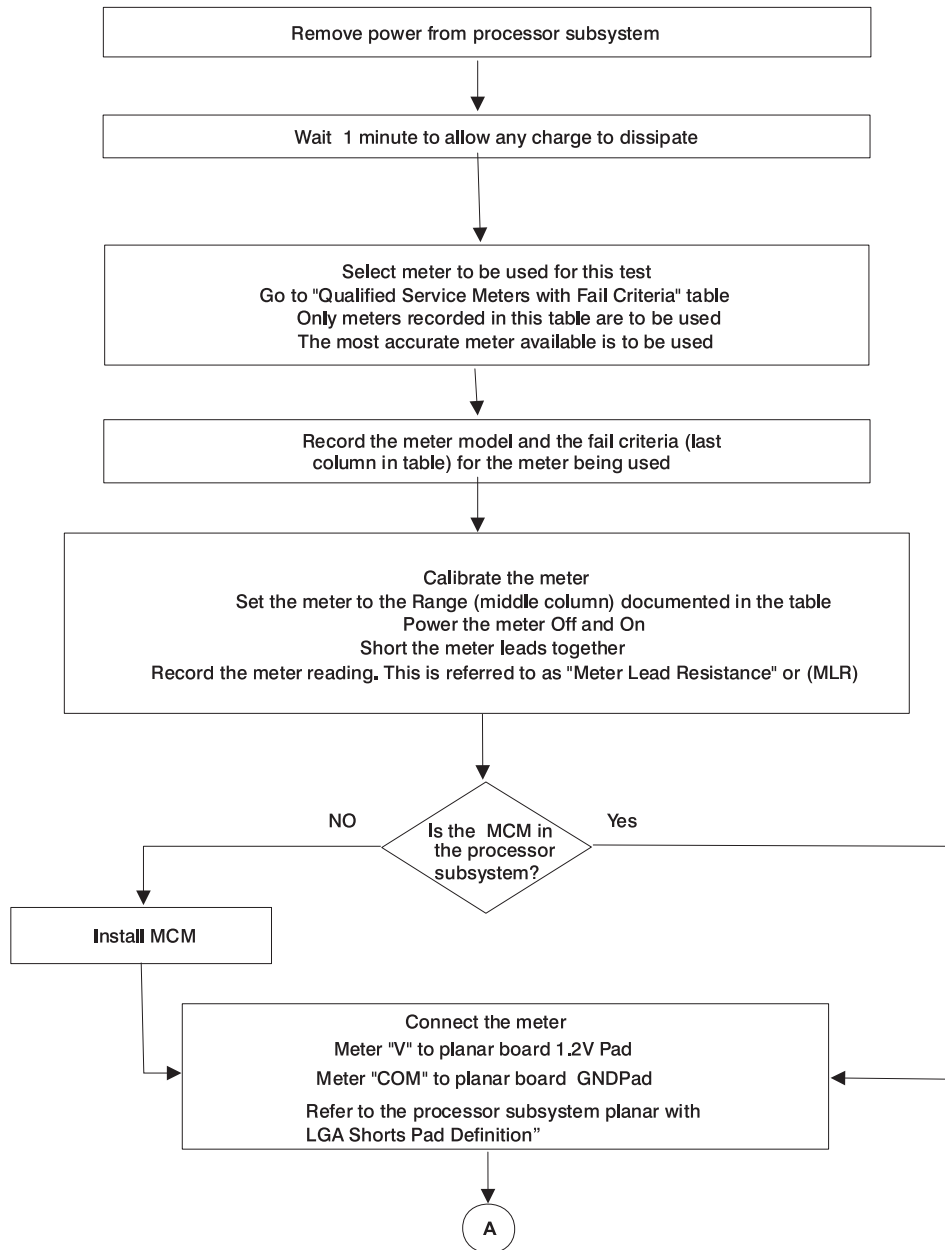 Remove power from processor subsystem
Wait 1 minute to allow any charge to dissipate
Select meter to be used for this test
Go to "Qualified Service Meters with Fail Criteria" table
Only meters recorded in this table are to be used
The most accurate meter available is to be used
Record the meter model and the fail criteria (last
column in table) for the meter being used
Calibrate the meter
Set the meter to the Range (middle column) documented in the table
Power the meter Off and On
Short the meter leads together
Record the meter reading. This is referred to as "Meter Lead Resistance" or (MLR)
NO
Yes
Is the MCM in
the processor
subsystem?
Install MCM
Connect the meter
Meter "V" to planar board 1.2V Pad
Meter "COM" to planar board GNDPad
Refer to the processor subsystem planar with
LGA Shorts Pad Definition”
A